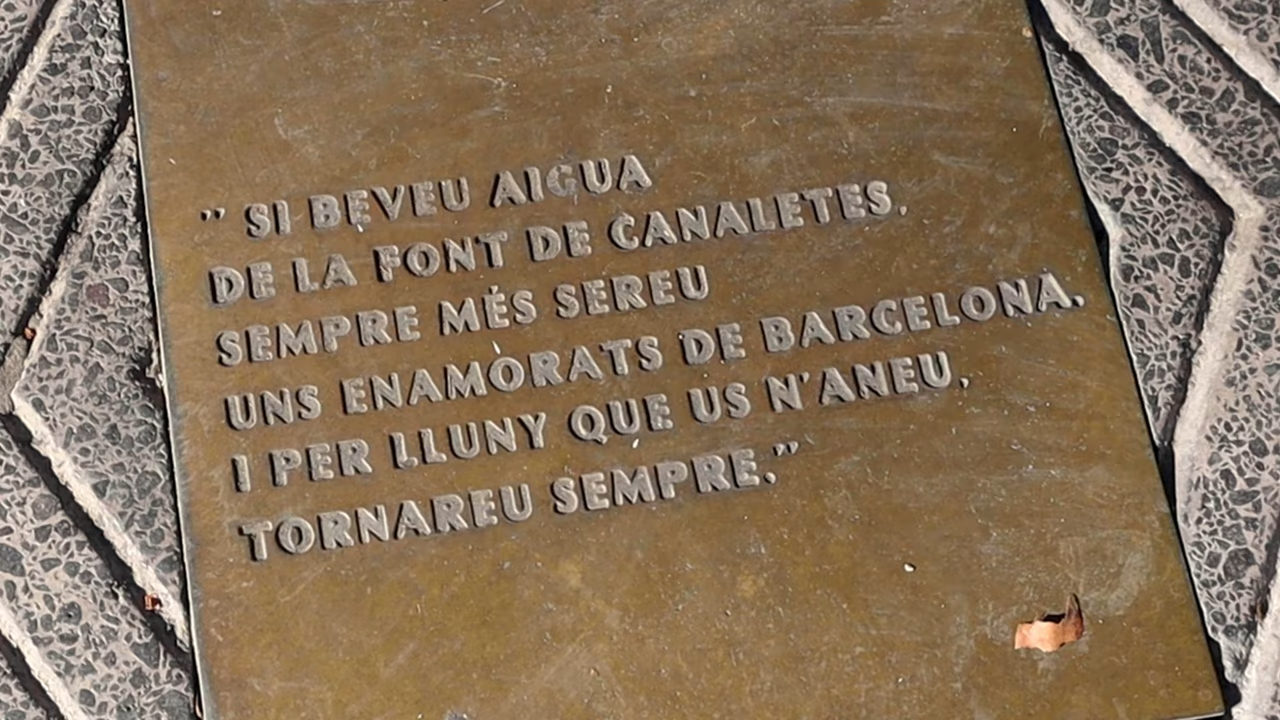 " SI BEVEU AIGUA
DE LA FONT DE CANALETES,
SEMPRE MÉS SEREU
UNS ENAMORATS DE BARCELONA,
I PER LLUNY QUE US N'ANEU,
TORNAREU SEMPRE."